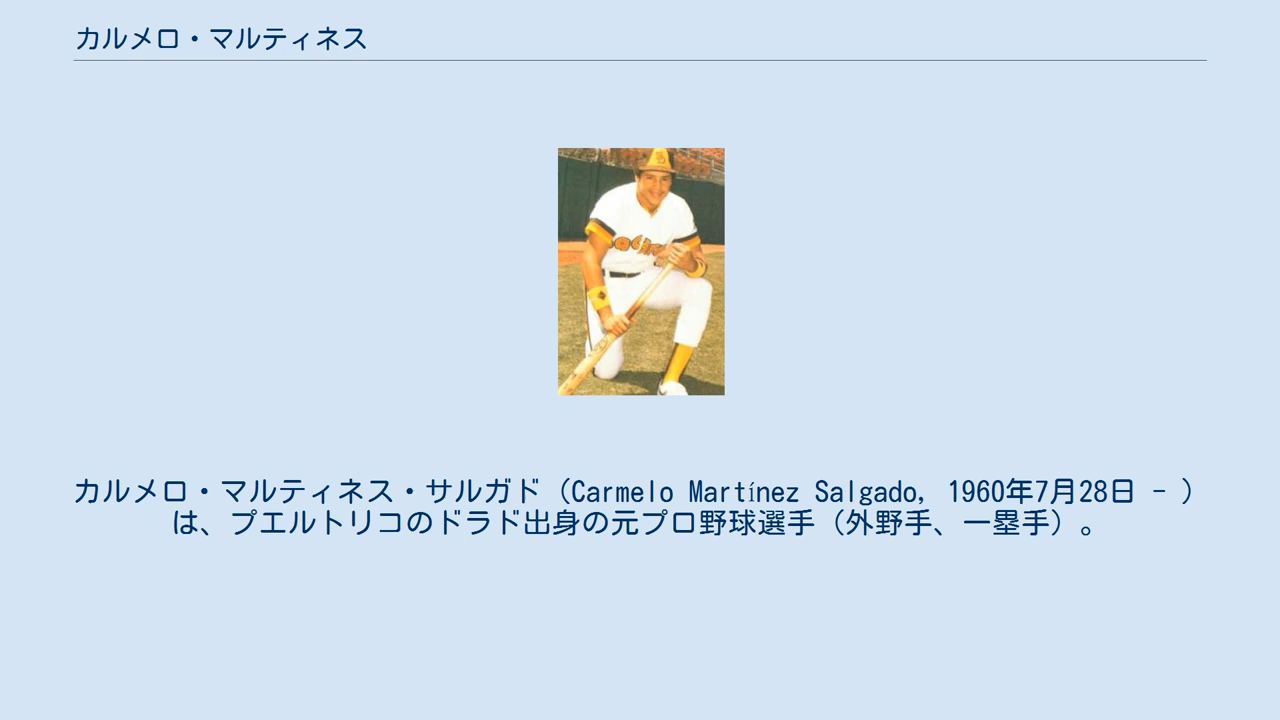 カルメロ・マルティネス
カルメロ・マルティネス・サルガド（Carmelo Martínez Salgado, 1960年7月28日 - ）
は、プエルトリコのドラド出身の元プロ野球選手（外野手、一塁手）。